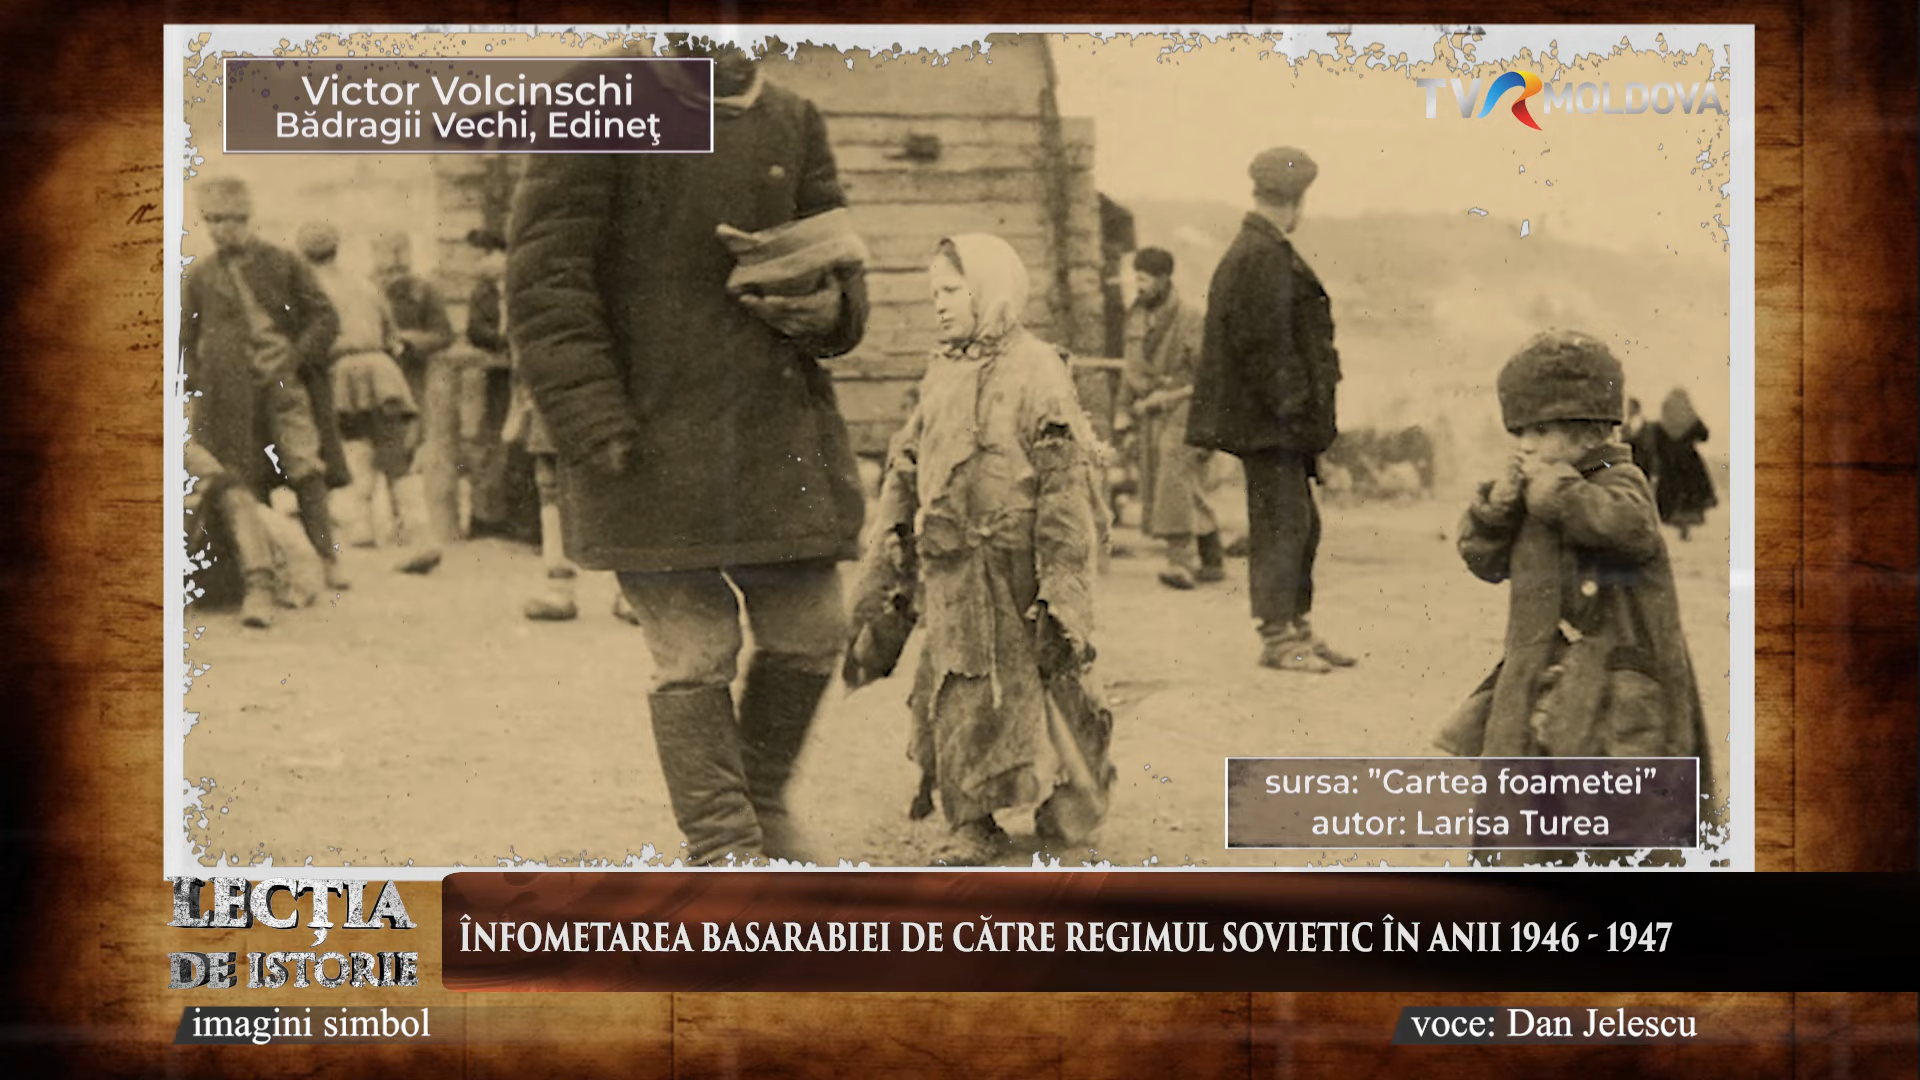 Victor Volcinschi
Bădragii Vechi, Edineţ
TVR MOLDOVA
sursa: ”Cartea foametei”
autor: Larisa Turea
LECȚIA
DE ISTORIE
ÎNFOMETAREA BASARABIEI DE CĂTRE REGIMUL SOVIETIC ÎN ANII 1946 - 1947
imagini simbol
voce: Dan Jelescu